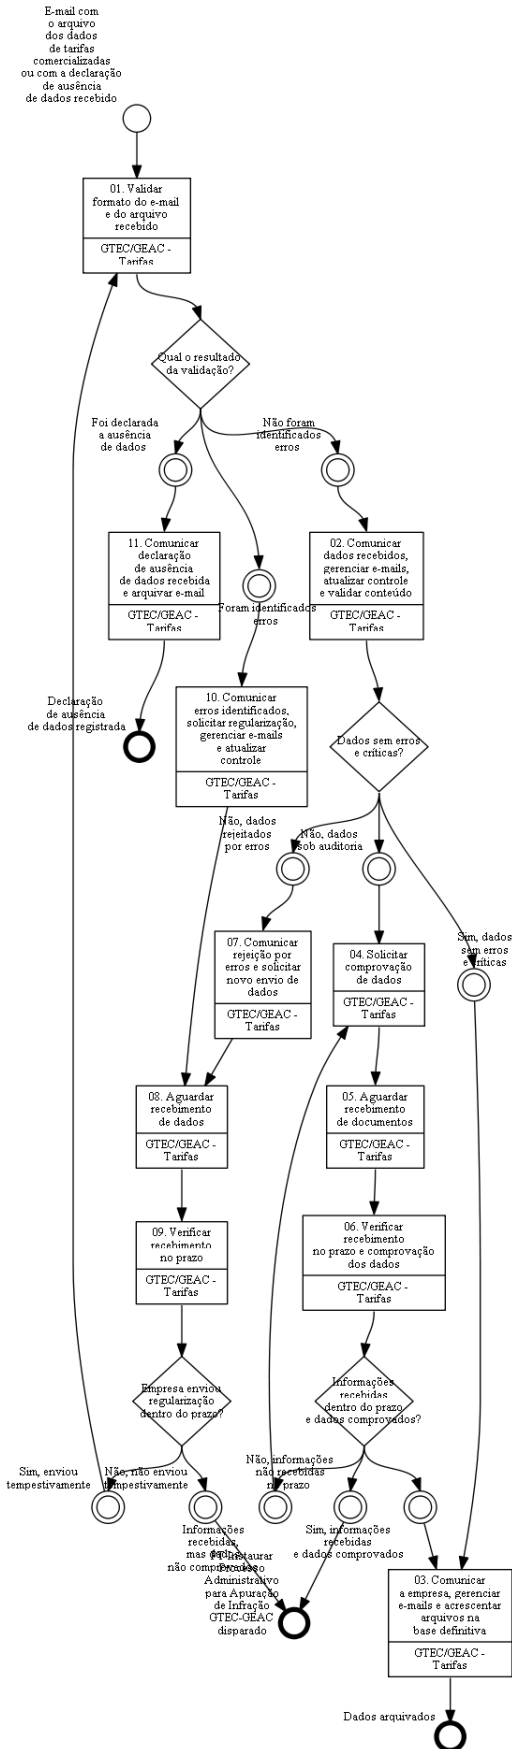 E-mail com
o arquivo
dos dados
de tarifas
comercializadas
ou com a declaração
de ausência
de dados recebido
01. Validar
formato do e-mail
e do arquivo
recebido
GTEC/GEAC -
Tarifas
Qual o resultado
da validação?
Foi declarada
a ausência
de dados
Não foram
identificados
erros
11. Comunicar
declaração
de ausência
de dados recebida
e arquivar e-mail
GTEC/GEAC -
Tarifas
02. Comunicar
dados recebidos,
gerenciar e-mails,
atualizar controle
e validar conteúdo
GTEC/GEAC -
Tarifas
Foram identificados
erros
Declaração
de ausência
de dados registrada
10. Comunicar
erros identificados,
solicitar regularização,
gerenciar e-mails
e atualizar
controle
GTEC/GEAC -
Tarifas
Dados sem erros
e críticas?
Não, dados
rejeitados
por erros
Não, dados
sob auditoria
Sim, dados
sem erros
e críticas
07. Comunicar
rejeição por
erros e solicitar
novo envio de
dados
GTEC/GEAC -
Tarifas
04. Solicitar
comprovação
de dados
GTEC/GEAC -
Tarifas
08. Aguardar
recebimento
de dados
GTEC/GEAC -
Tarifas
05. Aguardar
recebimento
de documentos
GTEC/GEAC -
Tarifas
09. Verificar
recebimento
no prazo
GTEC/GEAC -
Tarifas
06. Verificar
recebimento
no prazo e comprovação
dos dados
GTEC/GEAC -
Tarifas
Empresa enviou
regularização
dentro do prazo?
Informações
recebidas
dentro do prazo
e dados comprovados?
Sim, enviou
tempestivamente
Não, não enviou
tempestivamente
Não, informações
não recebidas
no prazo
Informações
recebidas,
mas dados
não comprovados
Sim, informações
recebidas
e dados comprovados
Instaurar
Processo
Administrativo
para Apuração
de Infração
GTEC-GEAC
disparado
03. Comunicar
a empresa, gerenciar
e-mails e acrescentar
arquivos na
base definitiva
GTEC/GEAC -
Tarifas
Dados arquivados